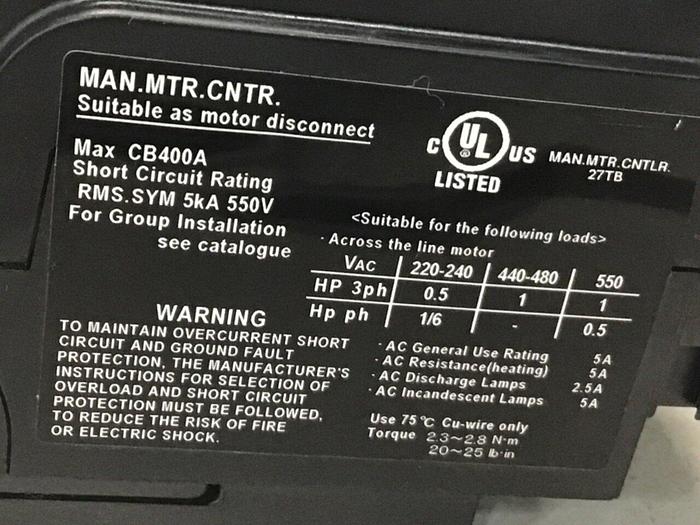 MAN.MTR.CNTR.
Suitable as motor disconnect
Max CB400A
Short Circuit Rating
RMS.SYM 5kA 550V
For Group Installation
see catalogue
C UL ® US
LISTED
MAN.MTR.CNTLR.
27TB
<Suitable for the following loads>
· Across the line motor
VAC 220-240 440-480 550
HP 3ph 0.5 1 1
Hp ph 1/6 - 0.5
WARNING
TO MAINTAIN OVERCURRENT SHORT
CIRCUIT AND GROUND FAULT
PROTECTION, THE MANUFACTURER'S
INSTRUCTIONS FOR SELECTION OF
OVERLOAD AND SHORT CIRCUIT
PROTECTION MUST BE FOLLOWED,
TO REDUCE THE RISK OF FIRE
OR ELECTRIC SHOCK.
· AC General Use Rating 5A
· AC Resistance(heating) 5A
· AC Discharge Lamps 2.5A
· AC Incandescent Lamps 5A
Use 75℃ Cu-wire only
Torque 2.3~2.8 N·m
20~25 lb·in